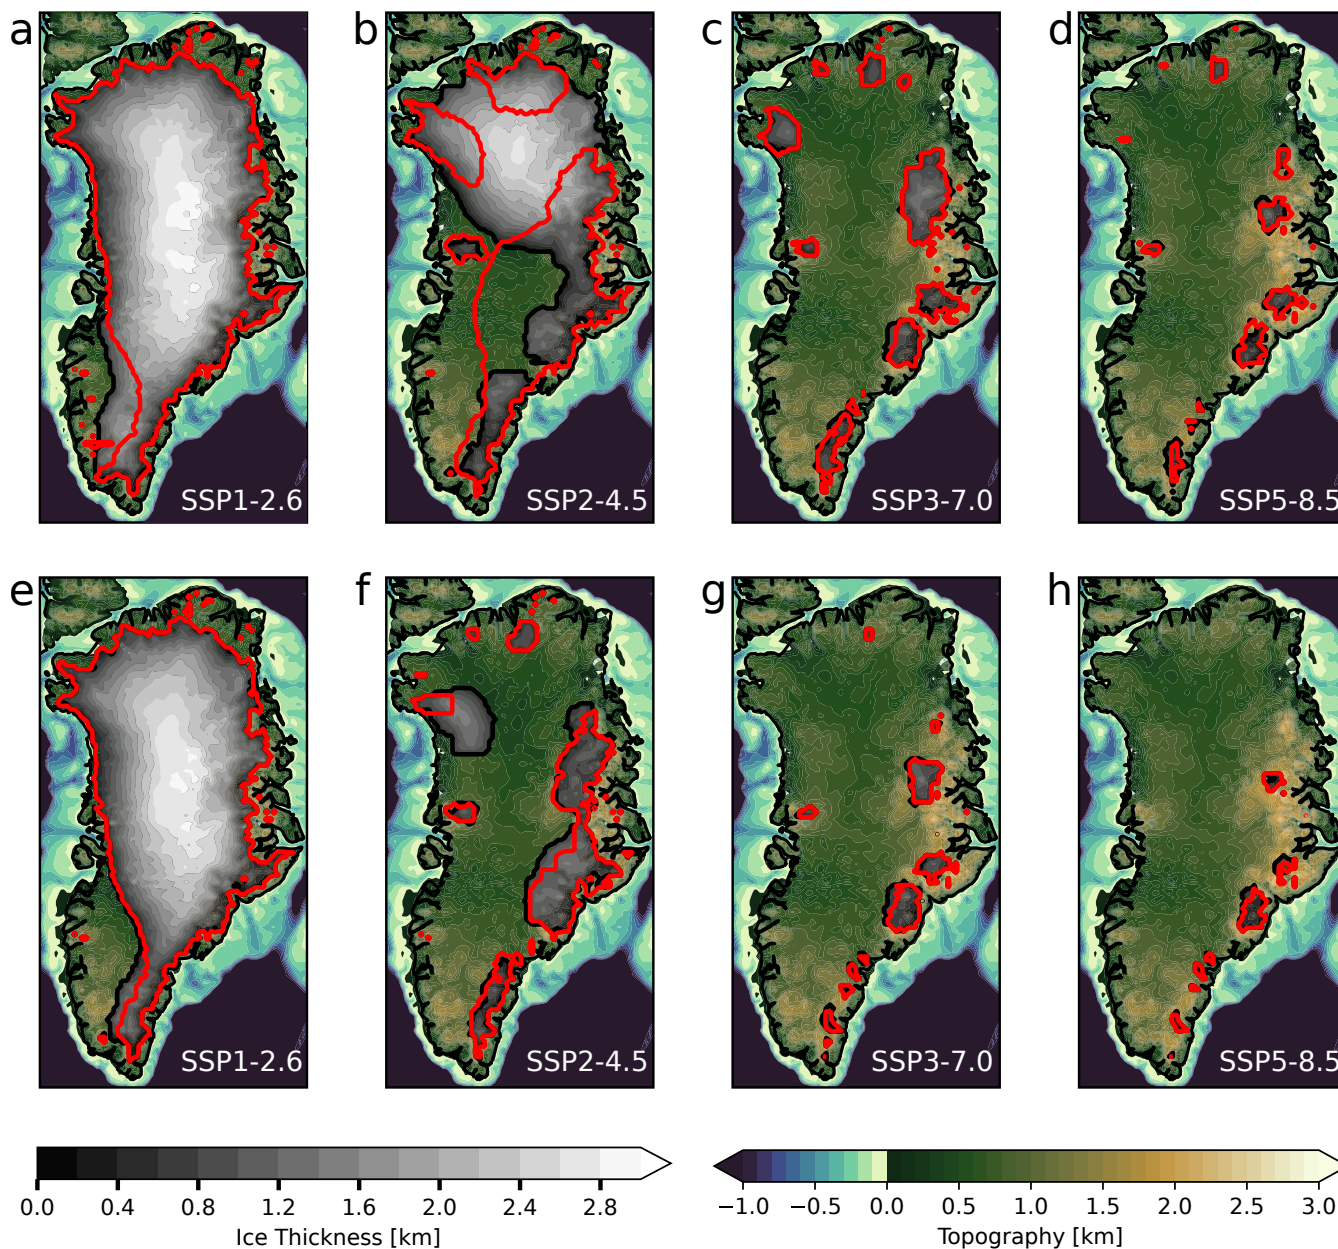 a b c d
SSP1-2.6 SSP2-4.5 SSP3-7.0 SSP5-8.5
e f g h
SSP1-2.6 SSP2-4.5 SSP3-7.0 SSP5-8.5
0.0 0.4 0.8 1.2 1.6 2.0 2.4 2.8
Ice Thickness [km]
−1.0 −0.5 0.0 0.5 1.0 1.5 2.0 2.5 3.0
Topography [km]